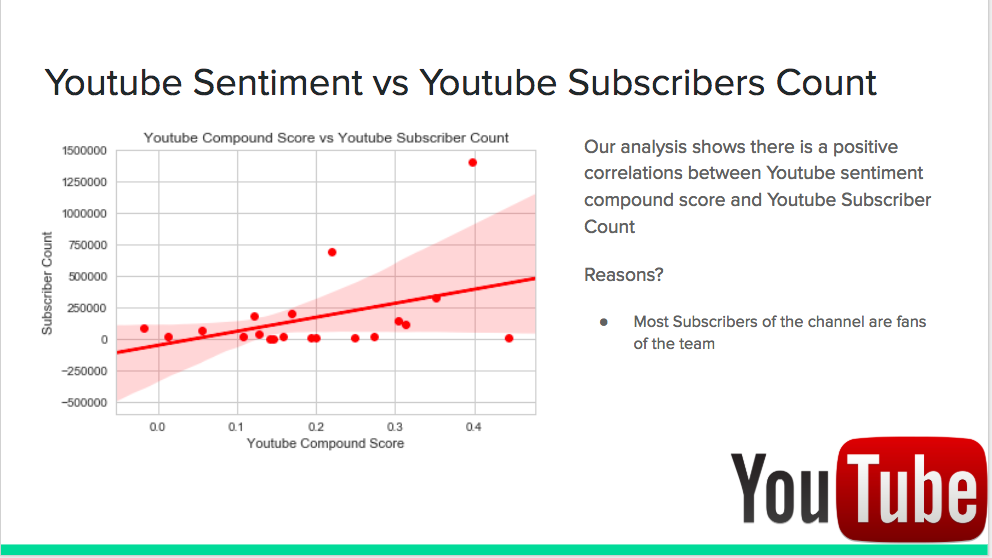 Youtube Sentiment vs Youtube Subscribers Count
Youtube Compound Score vs Youtube Subscriber Count
1500000
1250000
1000000
750000
500000
250000
0
−250000
−500000
Subscriber Count
0.0 0.1 0.2 0.3 0.4
Youtube Compound Score
Our analysis shows there is a positive
correlations between Youtube sentiment
compound score and Youtube Subscriber
Count
Reasons?
● Most Subscribers of the channel are fans
of the team
YouTube